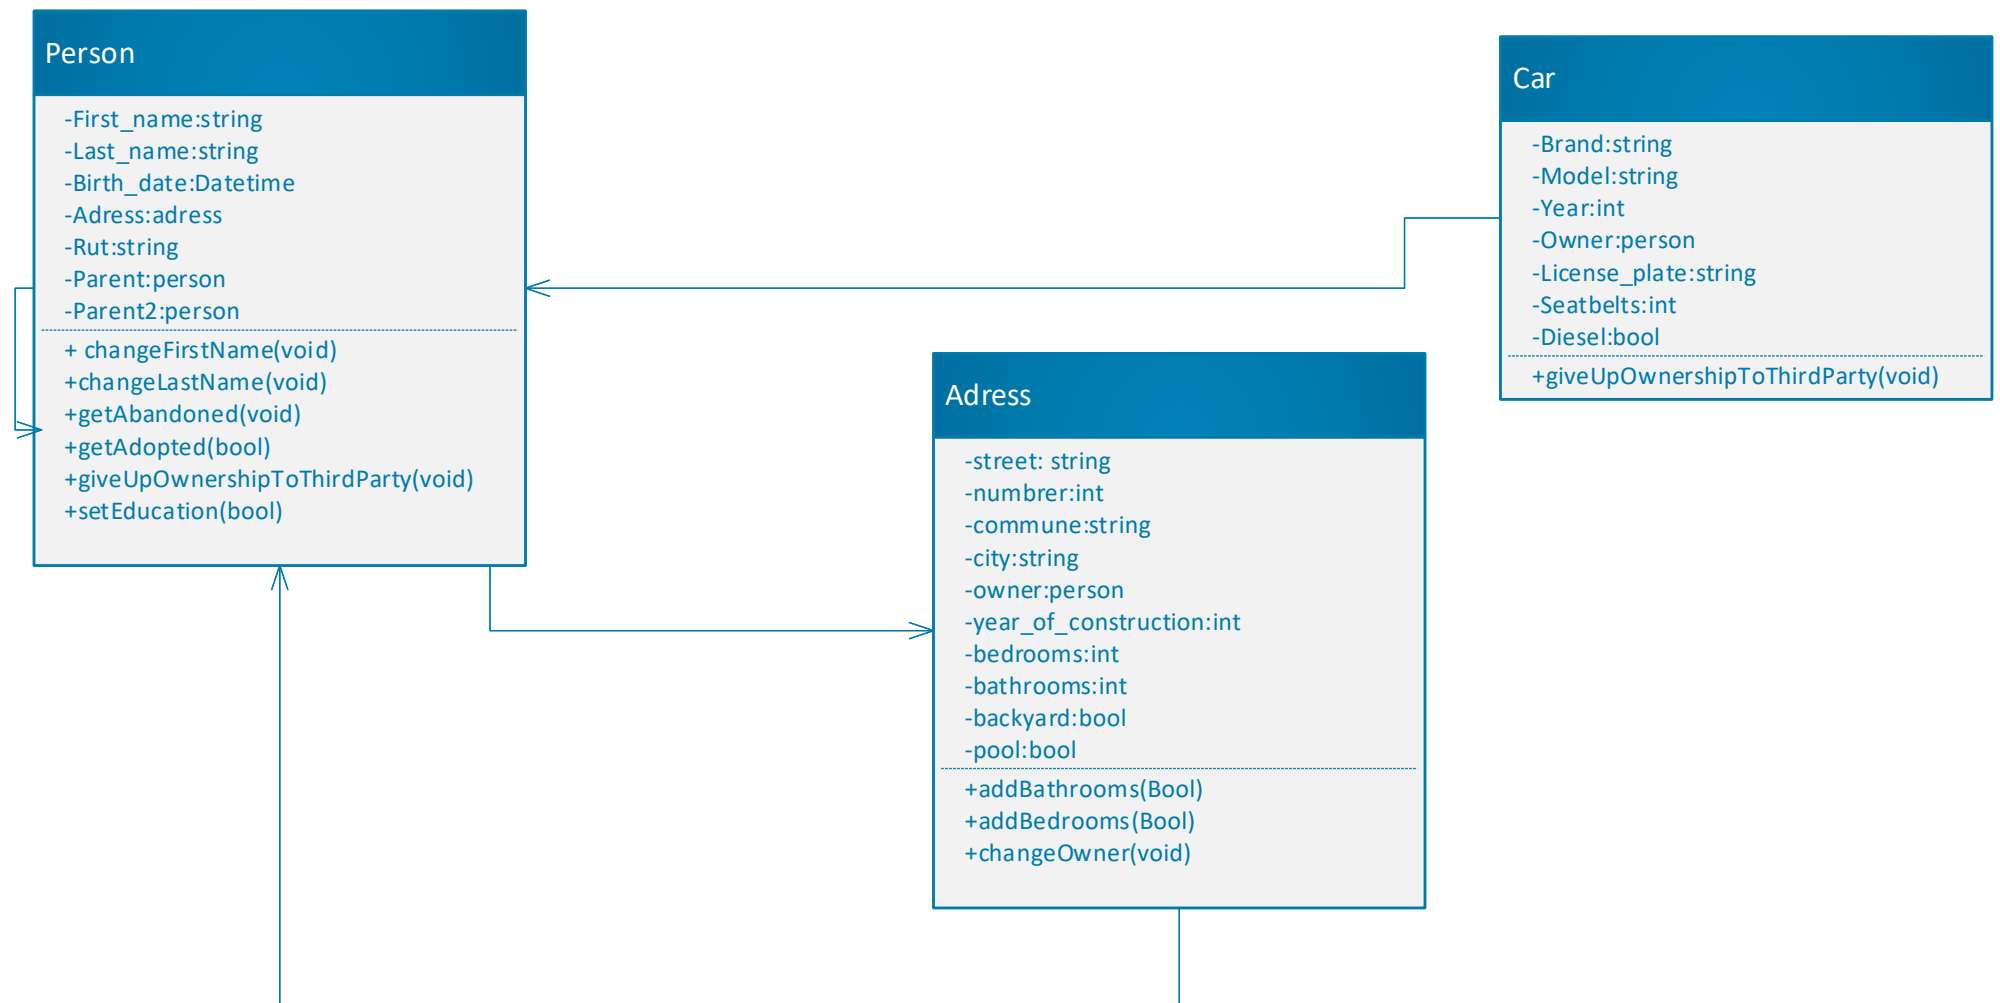 Person
-First_name:string
-Last_name:string
-Birth_date:Datetime
-Adress:adress
-Rut:string
-Parent:person
-Parent2:person
+ changeFirstName(void)
+changeLastName(void)
+getAbandoned(void)
+getAdopted(bool)
+giveUpOwnershipToThirdParty(void)
+setEducation(bool)
Car
-Brand:string
-Model:string
-Year:int
-Owner:person
-License_plate:string
-Seatbelts:int
-Diesel:bool
+giveUpOwnershipToThirdParty(void)
Adress
-street: string
-numbrer:int
-commune:string
-city:string
-owner:person
-year_of_construction:int
-bedrooms:int
-bathrooms:int
-backyard:bool
-pool:bool
+addBathrooms(Bool)
+addBedrooms(Bool)
+changeOwner(void)